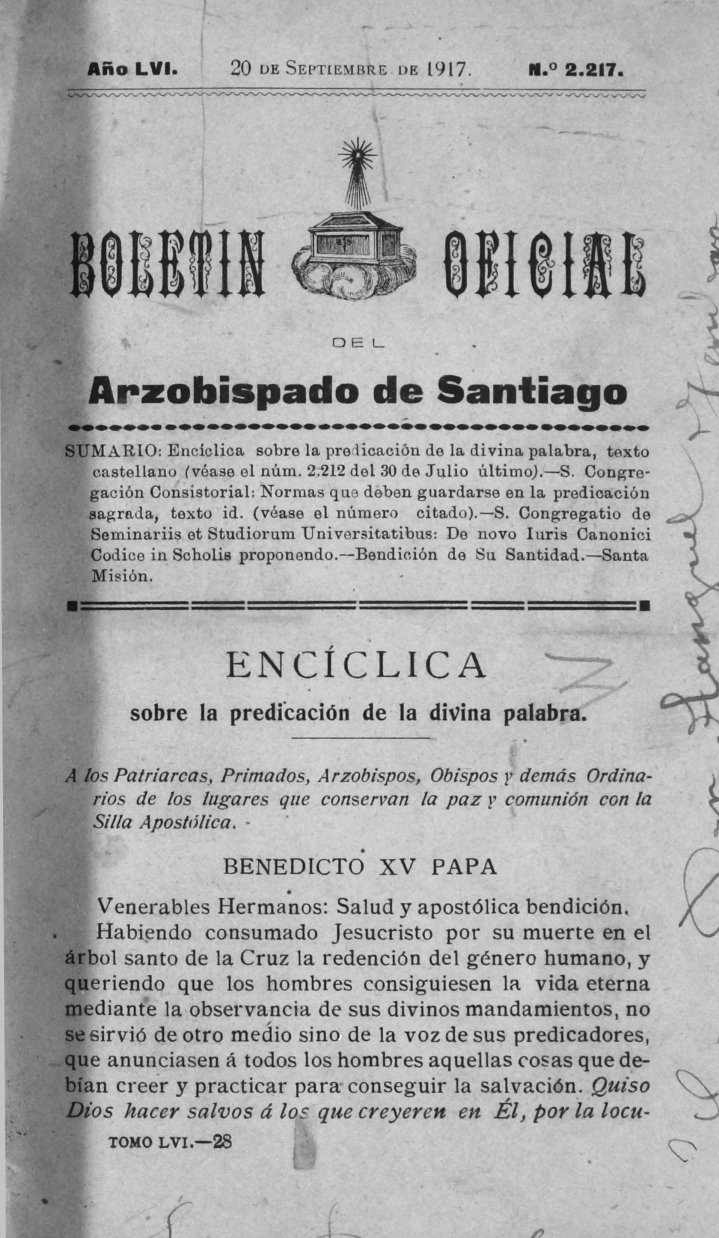 Año LVI. 20 DE SEPTIEMBRE DE 1917. N.º 2.217.
BOLETIN OFICIAL
DEL
Arzobispado de Santiago
SUMARIO: Encíclica sobre la predicación de la divina palabra, texto
castellano (véase el núm. 2.212 del 30 de Julio último).—S. Congre-
gación Consistorial: Normas que deben guardarse en la predicación
sagrada, texto id. (véase el número citado).—S. Congregatio de
Seminariis et Studiorum Universitatibus: De novo Iuris Canonici
Codice in Scholis proponendo.—Bendición de Su Santidad.—Santa
Misión.
ENCÍCLICA
sobre la predicación de la divina palabra.
A los Patriarcas, Primados, Arzobispos, Obispos y demás Ordina-
rios de los lugares que conservan la paz y comunión con la
Silla Apostólica.
BENEDICTO XV PAPA
Venerables Hermanos: Salud y apostólica bendición.
Habiendo consumado Jesucristo por su muerte en el
árbol santo de la Cruz la redención del género humano, y
queriendo que los hombres consiguiesen la vida eterna
mediante la observancia de sus divinos mandamientos, no
se sirvió de otro medio sino de la voz de sus predicadores,
que anunciasen á todos los hombres aquellas cosas que de-
bían creer y practicar para conseguir la salvación. Quiso
Dios hacer salvos á los que creyeren en Él, por la locu-
TOMO LVI.—28